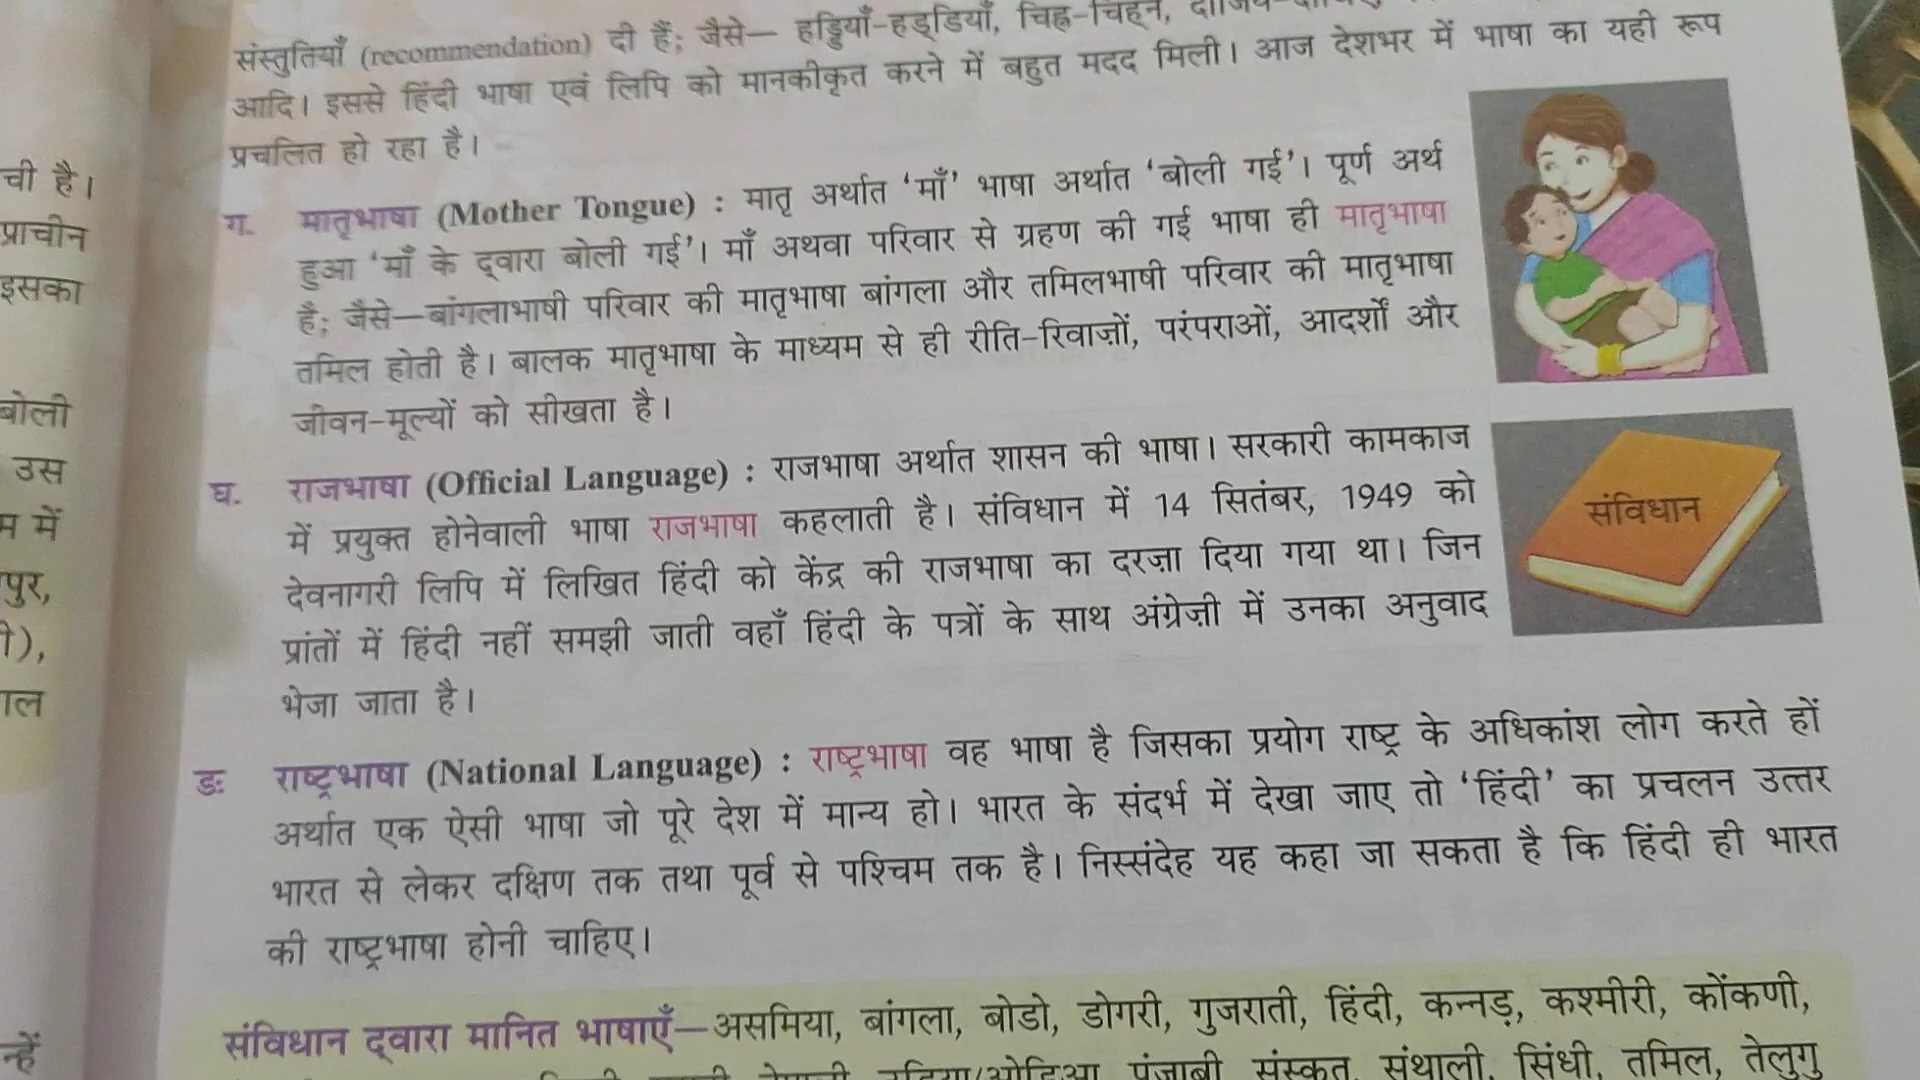 संस्तुतियाँ (recommendation) दी हैं; जैसे— हड्डियाँ-हड्‌डियाँ, चिह्न-चिह्‌न,
आदि। इससे हिंदी भाषा एवं लिपि को मानकीकृत करने में बहुत मदद मिली। आज देशभर में भाषा का यही रूप
प्रचलित हो रहा है।
ग. मातृभाषा (Mother Tongue) : मातृ अर्थात ‘माँ’ भाषा अर्थात ‘बोली गई’। पूर्ण अर्थ
हुआ ‘माँ के द्‌वारा बोली गई’। माँ अथवा परिवार से ग्रहण की गई भाषा ही मातृभाषा
है; जैसे—बांगलाभाषी परिवार की मातृभाषा बांगला और तमिलभाषी परिवार की मातृभाषा
तमिल होती है। बालक मातृभाषा के माध्यम से ही रीति-रिवाज़ों, परंपराओं, आदर्शों और
जीवन-मूल्यों को सीखता है।
घ. राजभाषा (Official Language) : राजभाषा अर्थात शासन की भाषा। सरकारी कामकाज
में प्रयुक्त होनेवाली भाषा राजभाषा कहलाती है। संविधान में 14 सितंबर, 1949 को
देवनागरी लिपि में लिखित हिंदी को केंद्र की राजभाषा का दरज़ा दिया गया था। जिन
प्रांतों में हिंदी नहीं समझी जाती वहाँ हिंदी के पत्रों के साथ अंग्रेज़ी में उनका अनुवाद
भेजा जाता है।
संविधान
ङ. राष्ट्रभाषा (National Language) : राष्ट्रभाषा वह भाषा है जिसका प्रयोग राष्ट्र के अधिकांश लोग करते हों
अर्थात एक ऐसी भाषा जो पूरे देश में मान्य हो। भारत के संदर्भ में देखा जाए तो ‘हिंदी’ का प्रचलन उत्तर
भारत से लेकर दक्षिण तक तथा पूर्व से पश्चिम तक है। निस्संदेह यह कहा जा सकता है कि हिंदी ही भारत
की राष्ट्रभाषा होनी चाहिए।
संविधान द्‌वारा मानित भाषाएँ—असमिया, बांगला, बोडो, डोगरी, गुजराती, हिंदी, कन्नड़, कश्मीरी, कोंकणी,
पंजाबी, संस्कृत, संथाली, सिंधी, तमिल, तेलुगु